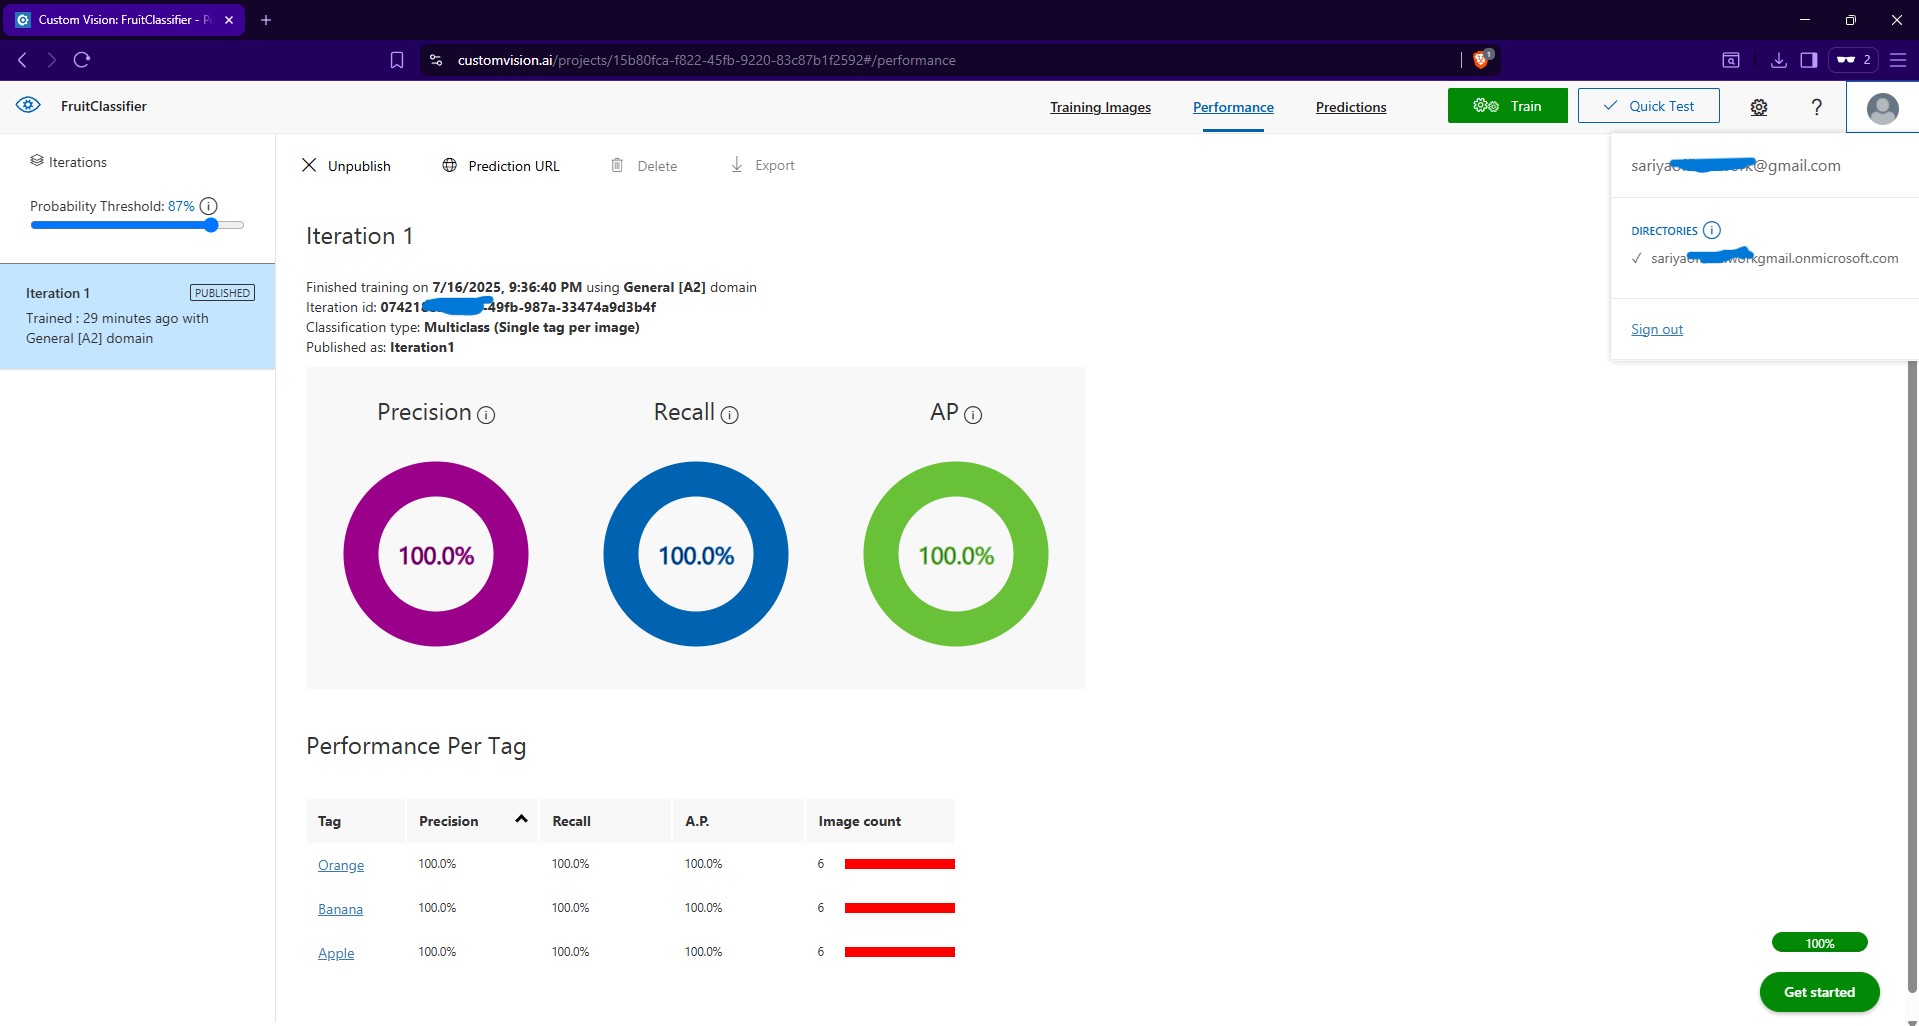 Custom Vision: FruitClassifier - P
customvision.ai/projects/15b80fca-f822-45fb-9220-83c87b1f2592#/performance
1
2
FruitClassifier
Training Images
Performance
Predictions
Train
Quick Test
?
Iterations
Probability Threshold: 87%
Iteration 1
PUBLISHED
Trained : 29 minutes ago with
General [A2] domain
Unpublish
Prediction URL
Delete
Export
Iteration 1
Finished training on 7/16/2025, 9:36:40 PM using General [A2] domain
Iteration id: 07421 -49fb-987a-33474a9d3b4f
Classification type: Multiclass (Single tag per image)
Published as: Iteration1
Precision
Recall
AP
100.0%
100.0%
100.0%
Performance Per Tag
Tag Precision Recall A.P. Image count
Orange 100.0% 100.0% 100.0% 6
Banana 100.0% 100.0% 100.0% 6
Apple 100.0% 100.0% 100.0% 6
sariya @gmail.com
DIRECTORIES
sariya gmail.onmicrosoft.com
Sign out
100%
Get started